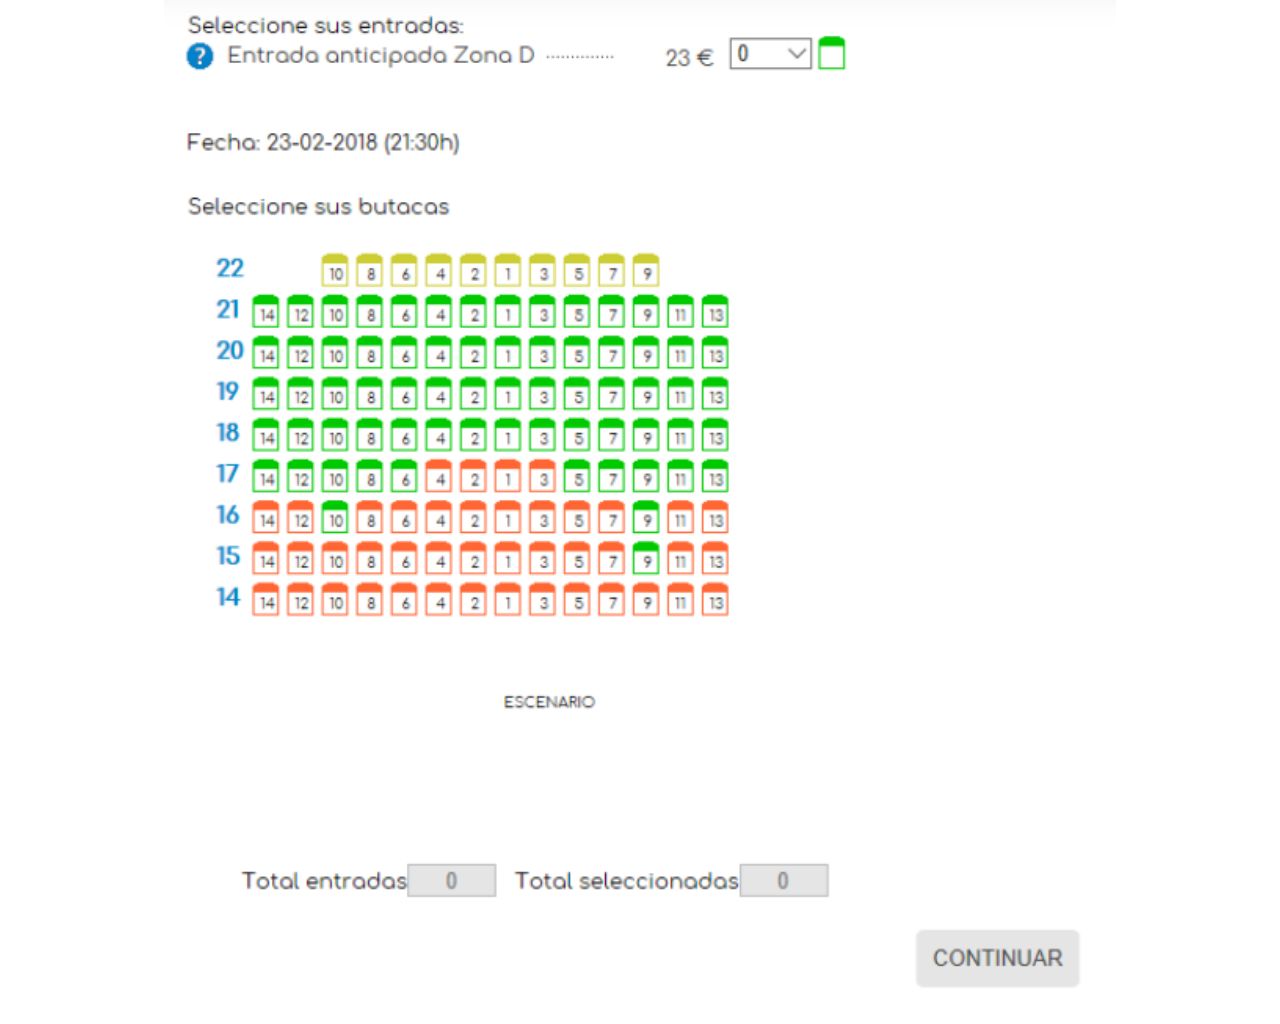 Seleccione sus entradas:
? Entrada anticipada Zona D .............. 23 € 0
Fecha: 23-02-2018 (21:30h)
Seleccione sus butacas
22 10 8 6 4 2 1 3 5 7 9
21 14 12 10 8 6 4 2 1 3 5 7 9 11 13
20 14 12 10 8 6 4 2 1 3 5 7 9 11 13
19 14 12 10 8 6 4 2 1 3 5 7 9 11 13
18 14 12 10 8 6 4 2 1 3 5 7 9 11 13
17 14 12 10 8 6 4 2 1 3 5 7 9 11 13
16 14 12 10 8 6 4 2 1 3 5 7 9 11 13
15 14 12 10 8 6 4 2 1 3 5 7 9 11 13
14 14 12 10 8 6 4 2 1 3 5 7 9 11 13
ESCENARIO
Total entradas 0 Total seleccionadas 0
CONTINUAR